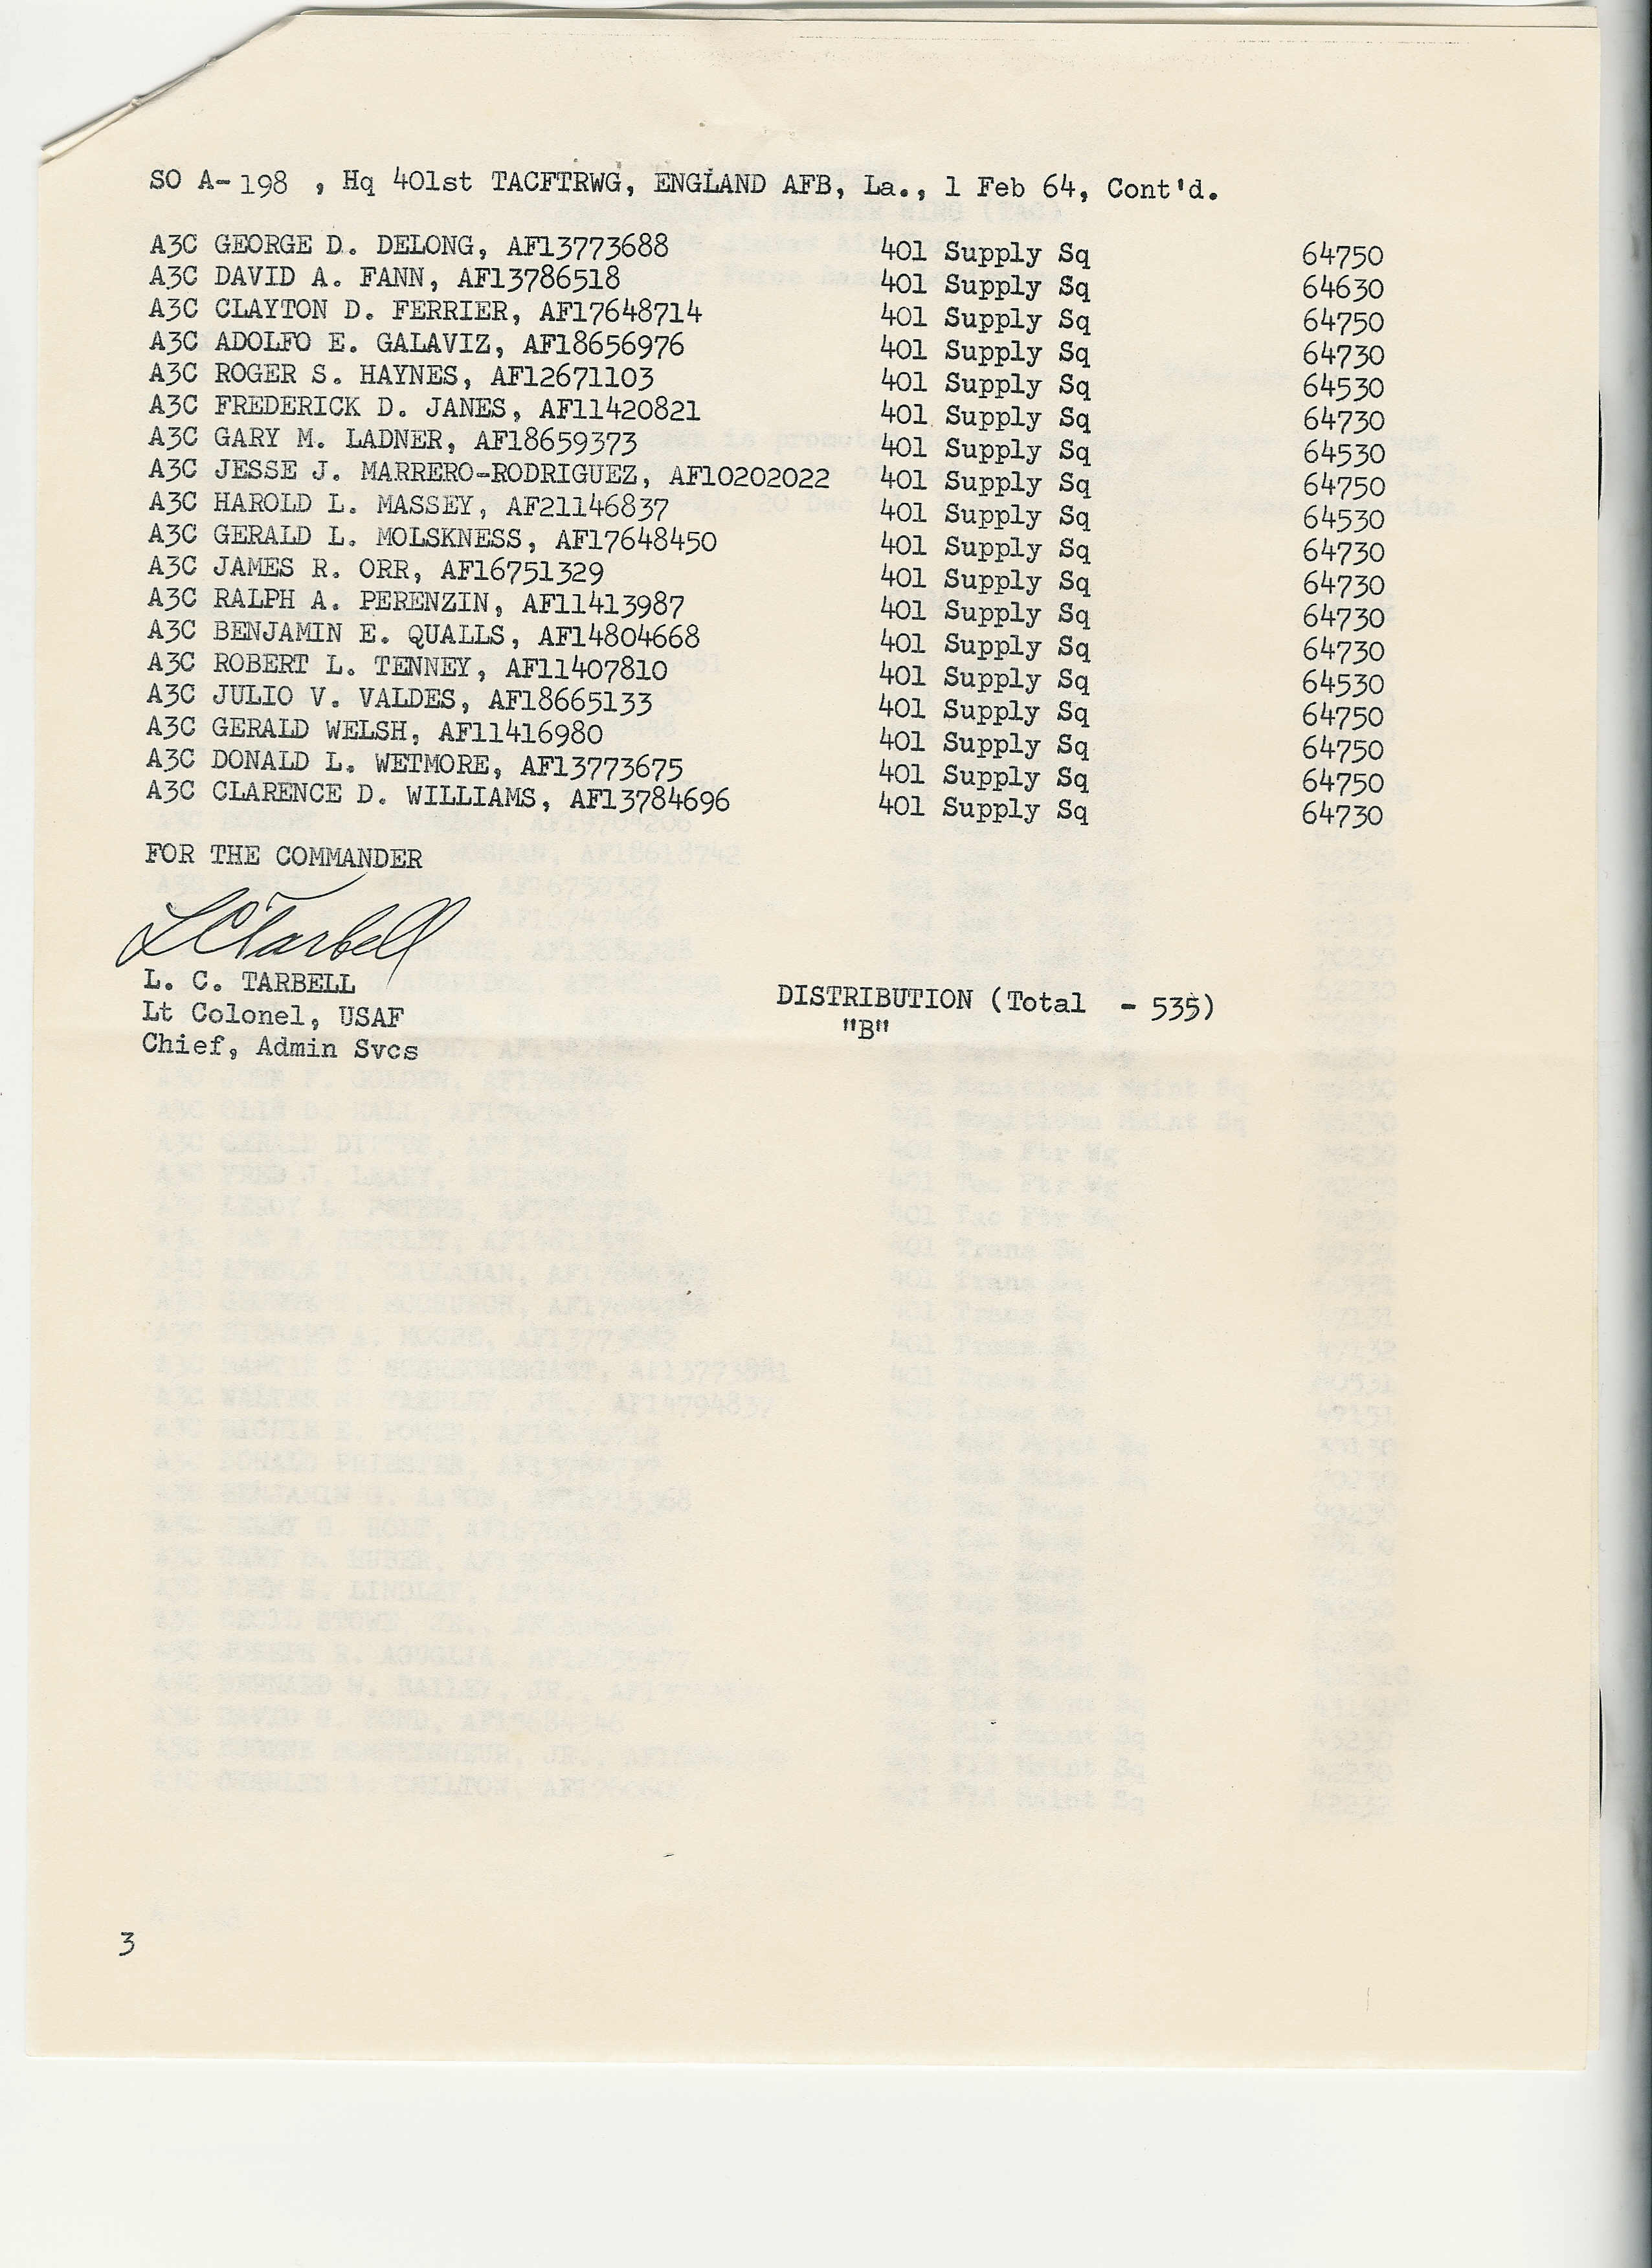 SO A-198 , Hq 401st TACFTRWG, ENGLAND AFB, La., 1 Feb 64, Cont'd.
A3C GEORGE D. DELONG, AF13773688 401 Supply Sq 64750
A3C DAVID A. FANN, AF13786518 401 Supply Sq 64630
A3C CLAYTON D. FERRIER, AF17648714 401 Supply Sq 64750
A3C ADOLFO E. GALAVIZ, AF18656976 401 Supply Sq 64730
A3C ROGER S. HAYNES, AF12671103 401 Supply Sq 64530
A3C FREDERICK D. JANES, AF11420821 401 Supply Sq 64730
A3C GARY M. LADNER, AF18659373 401 Supply Sq 64530
A3C JESSE J. MARRERO-RODRIGUEZ, AF10202022 401 Supply Sq 64750
A3C HAROLD L. MASSEY, AF21146837 401 Supply Sq 64530
A3C GERALD L. MOLSKNESS, AF17648450 401 Supply Sq 64730
A3C JAMES R. ORR, AF16751329 401 Supply Sq 64730
A3C RALPH A. PERENZIN, AF11413987 401 Supply Sq 64730
A3C BENJAMIN E. QUALLS, AF14804668 401 Supply Sq 64730
A3C ROBERT L. TENNEY, AF11407810 401 Supply Sq 64530
A3C JULIO V. VALDES, AF18665133 401 Supply Sq 64750
A3C GERALD WELSH, AF11416980 401 Supply Sq 64750
A3C DONALD L. WETMORE, AF13773675 401 Supply Sq 64750
A3C CLARENCE D. WILLIAMS, AF13784696 401 Supply Sq 64730
FOR THE COMMANDER
L C Tarbell
L. C. TARBELL
Lt Colonel, USAF
Chief, Admin Svcs
DISTRIBUTION (Total - 535)
"B"
3